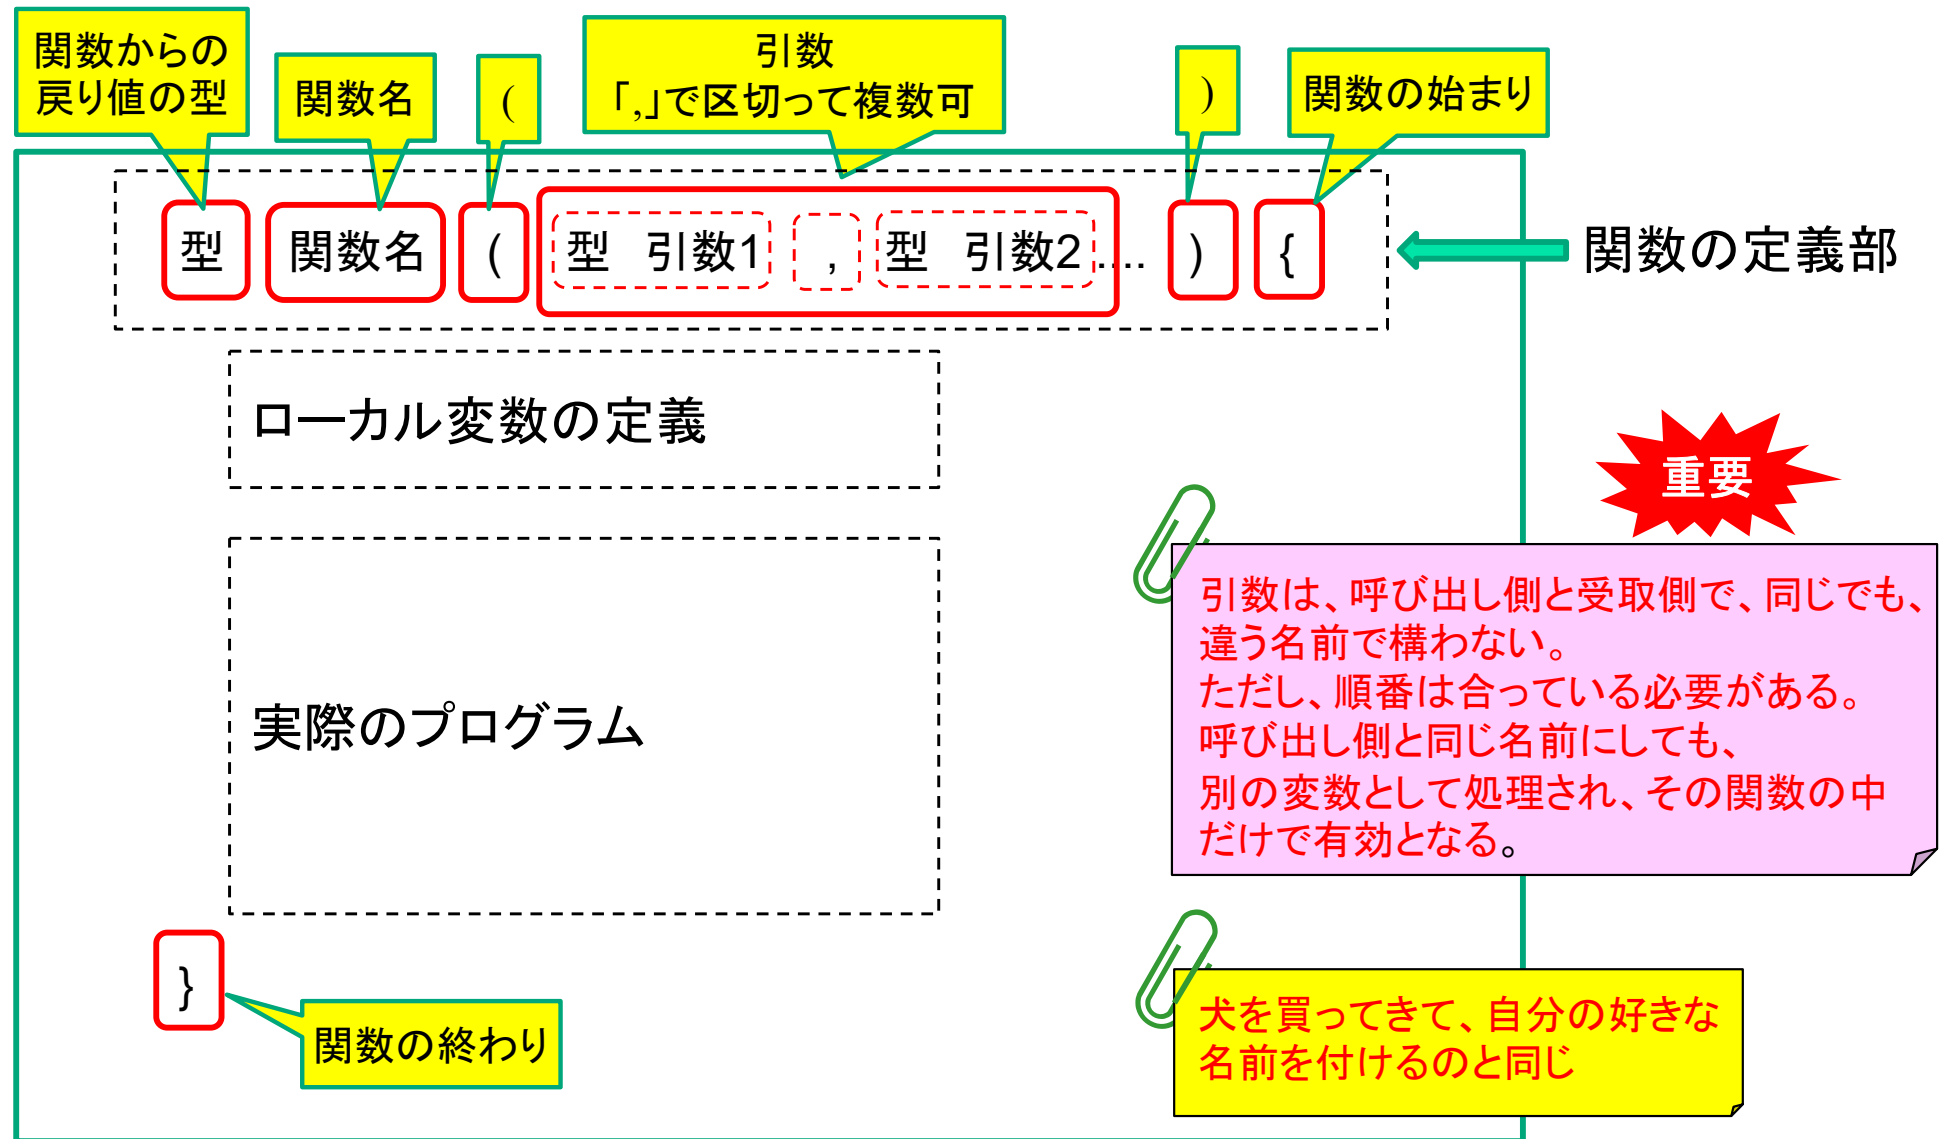 関数からの
戻り値の型
関数名
(
引数
「,」で区切って複数可
)
関数の始まり
型 関数名 ( 型 引数1 , 型 引数2 .... ) {
関数の定義部
ローカル変数の定義
重要
引数は、呼び出し側と受取側で、同じでも、
違う名前で構わない。
ただし、順番は合っている必要がある。
呼び出し側と同じ名前にしても、
別の変数として処理され、その関数の中
だけで有効となる。
実際のプログラム
}
関数の終わり
犬を買ってきて、自分の好きな
名前を付けるのと同じ